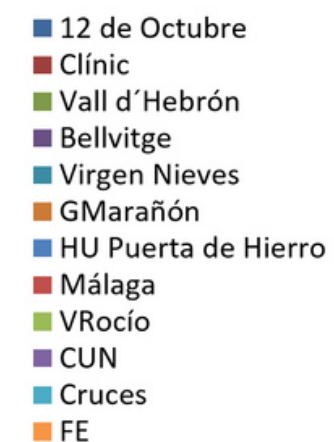 12 de Octubre
Clínic
Vall d´Hebrón
Bellvitge
Virgen Nieves
GMarañón
HU Puerta de Hierro
Málaga
VRocío
CUN
Cruces
FE